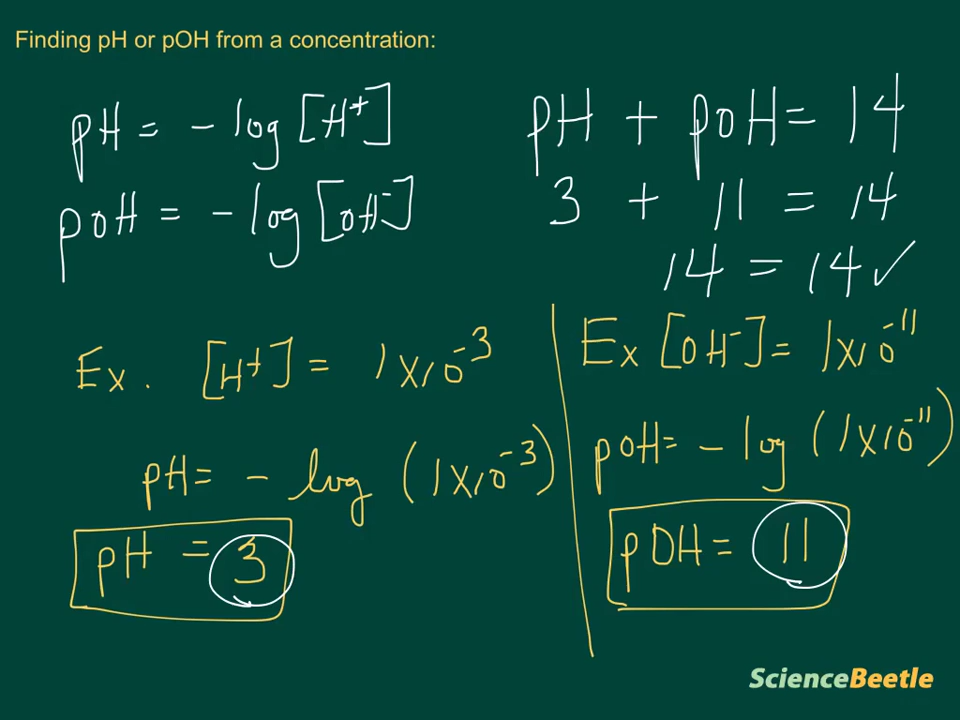 Finding pH or pOH from a concentration:
pH = - log [H⁺]
pOH = - log [OH⁻]
pH + pOH = 14
3 + 11 = 14
14 = 14 ✓
Ex. [H⁺] = 1x10⁻³
pH = - log (1x10⁻³)
pH = 3
Ex [OH⁻] = 1x10⁻¹¹
pOH = - log (1x10⁻¹¹)
pOH = 11
ScienceBeetle